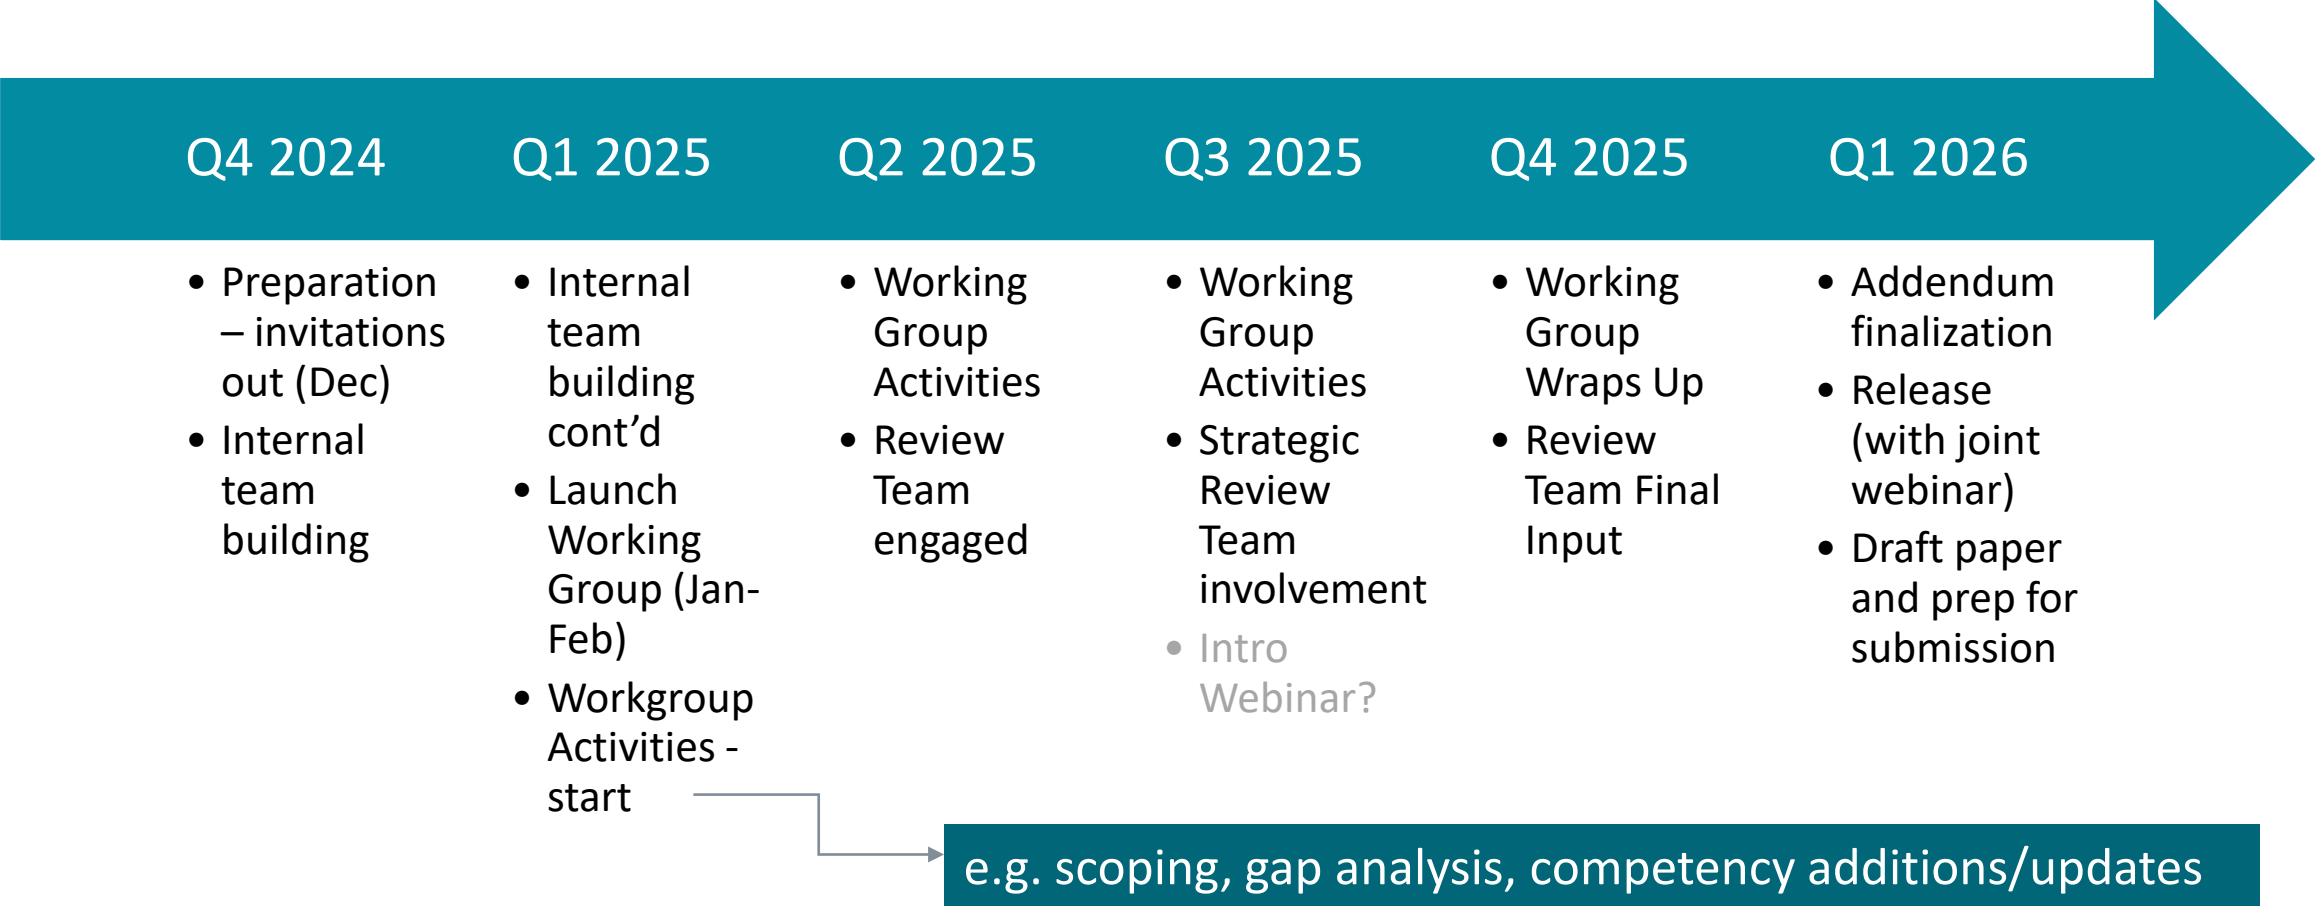 Q4 2024
Q1 2025
Q2 2025
Q3 2025
Q4 2025
Q1 2026
• Preparation
– invitations
out (Dec)
• Internal
team
building
• Internal
team
building
cont’d
• Launch
Working
Group (Jan-
Feb)
• Workgroup
Activities -
start
• Working
Group
Activities
• Review
Team
engaged
• Working
Group
Activities
• Strategic
Review
Team
involvement
• Intro
Webinar?
• Working
Group
Wraps Up
• Review
Team Final
Input
• Addendum
finalization
• Release
(with joint
webinar)
• Draft paper
and prep for
submission
e.g. scoping, gap analysis, competency additions/updates